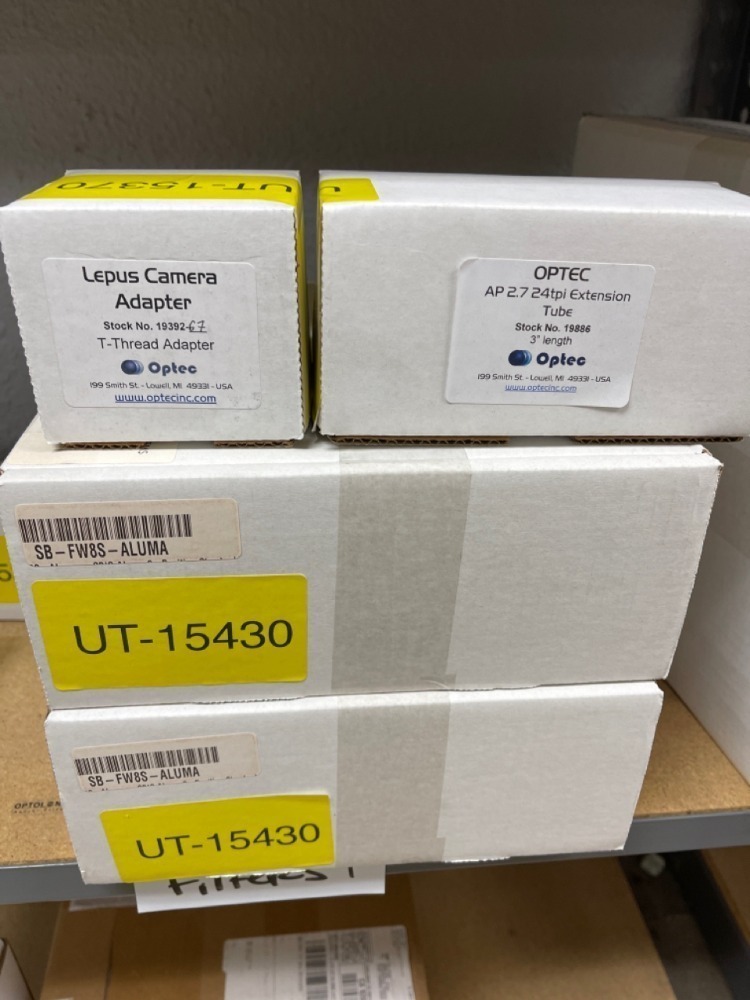 UT-15370
U
Lepus Camera
Adapter
Stock No. 19392-67
T-Thread Adapter
Optec
199 Smith St. - Lowell, MI 49331 - USA
www.optecinc.com
OPTEC
AP 2.7 24tpi Extension
Tube
Stock No. 19886
3" length
Optec
199 Smith St. - Lowell, MI 49331 - USA
www.optecinc.com
SB-FW8S-ALUMA
5
UT-15430
SB-FW8S-ALUMA
UT-15430